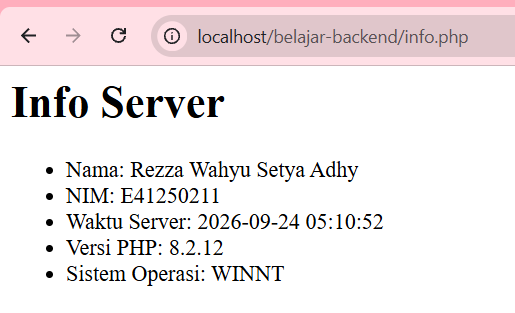 localhost/belajar-backend/info.php
Info Server
Nama: Rezza Wahyu Setya Adhy
NIM: E41250211
Waktu Server: 2026-09-24 05:10:52
Versi PHP: 8.2.12
Sistem Operasi: WINNT